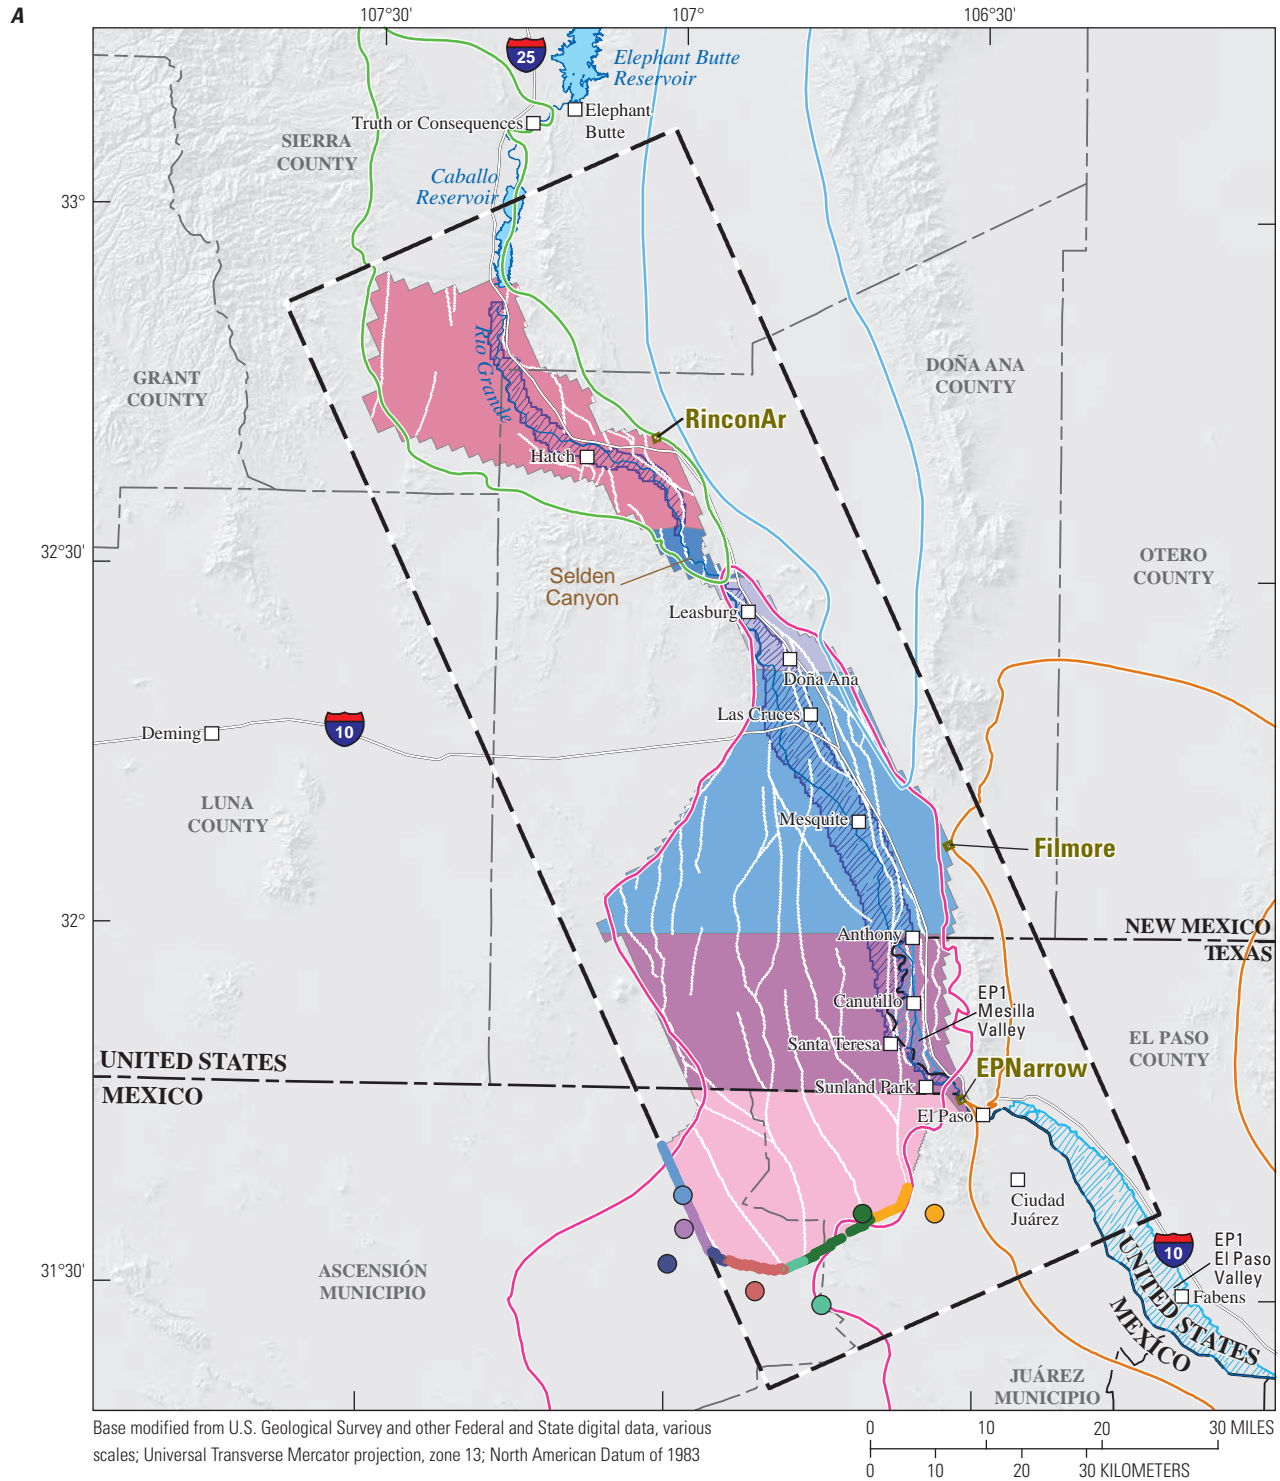 A
107°30'
107°
106°30'
25
Elephant Butte
Reservoir
Elephant
Butte
Truth or Consequences
SIERRA
COUNTY
Caballo
Reservoir
33°
Rio Grande
GRANT
COUNTY
DOÑA ANA
COUNTY
RinconAr
Hatch
32°30'
OTERO
COUNTY
Selden
Canyon
Leasburg
Doña Ana
Las Cruces
Deming
10
LUNA
COUNTY
Mesquite
Filmore
32°
NEW MEXICO
TEXAS
Anthony
Canutillo
EP1
Mesilla
Valley
Santa Teresa
EL PASO
COUNTY
UNITED STATES
MEXICO
EPNarrow
Sunland Park
El Paso
Ciudad
Juárez
10
EP1
El Paso
Valley
Fabens
31°30'
ASCENSIÓN
MUNICIPIO
UNITED STATES
MEXÍCO
JUÁREZ
MUNICIPIO
Base modified from U.S. Geological Survey and other Federal and State digital data, various
scales; Universal Transverse Mercator projection, zone 13; North American Datum of 1983
0 10 20 30 MILES
0 10 20 30 KILOMETERS